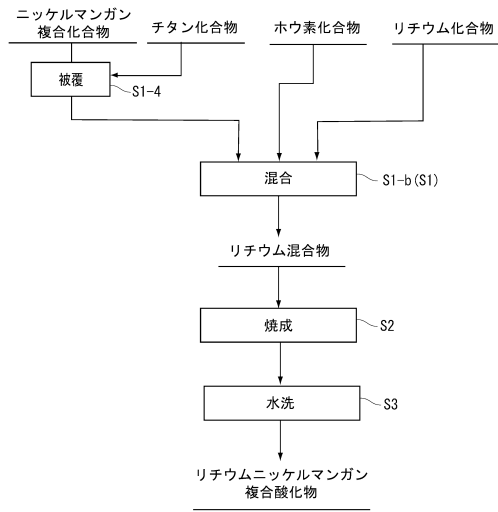 ニッケルマンガン
複合化合物
チタン化合物
ホウ素化合物
リチウム化合物
被覆
S1-4
混合
S1-b(S1)
リチウム混合物
焼成
S2
水洗
S3
リチウムニッケルマンガン
複合酸化物